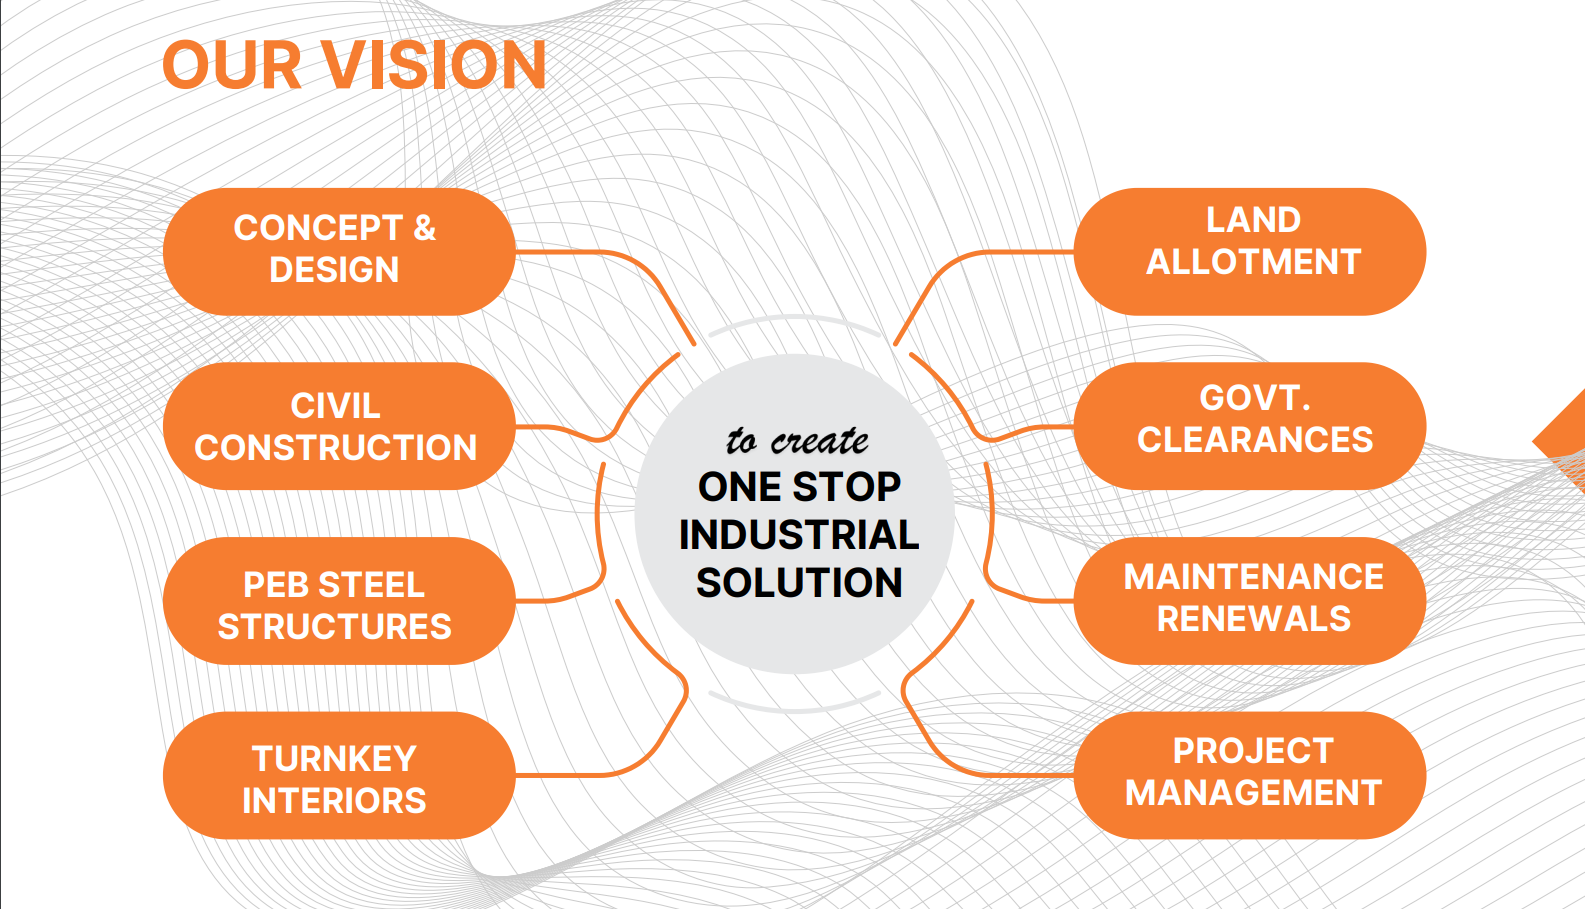 OUR VISION
CONCEPT &
DESIGN
CIVIL
CONSTRUCTION
PEB STEEL
STRUCTURES
TURNKEY
INTERIORS
to create
ONE STOP
INDUSTRIAL
SOLUTION
LAND
ALLOTMENT
GOVT.
CLEARANCES
MAINTENANCE
RENEWALS
PROJECT
MANAGEMENT